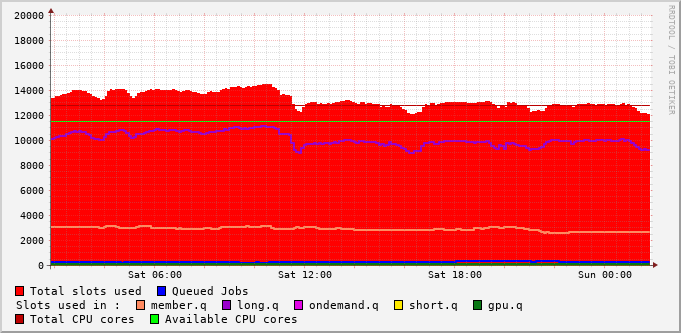 20000
18000
16000
14000
12000
10000
8000
6000
4000
2000
0
Sat 06:00 Sat 12:00 Sat 18:00 Sun 00:00
Total slots used Queued Jobs
Slots used in : member.q long.q ondemand.q short.q gpu.q
Total CPU cores Available CPU cores
RRDTOOL / TOBI OETIKER